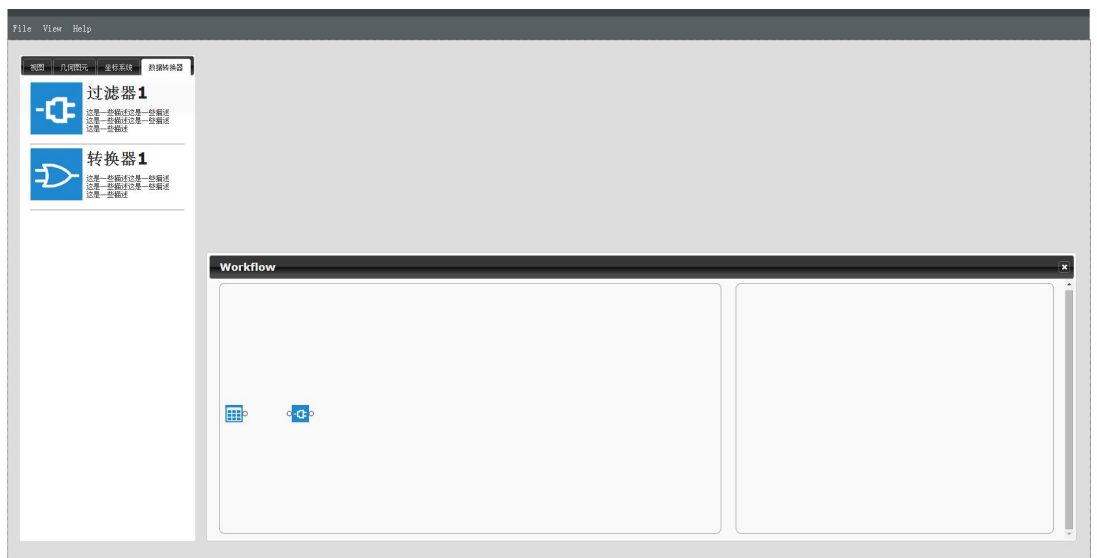 File View Help
视图 几何图元 坐标系统 数据转换器
过滤器1
这是一些描述这是一些描述
这是一些描述这是一些描述
这是一些描述
转换器1
这是一些描述这是一些描述
这是一些描述这是一些描述
这是一些描述
Workflow